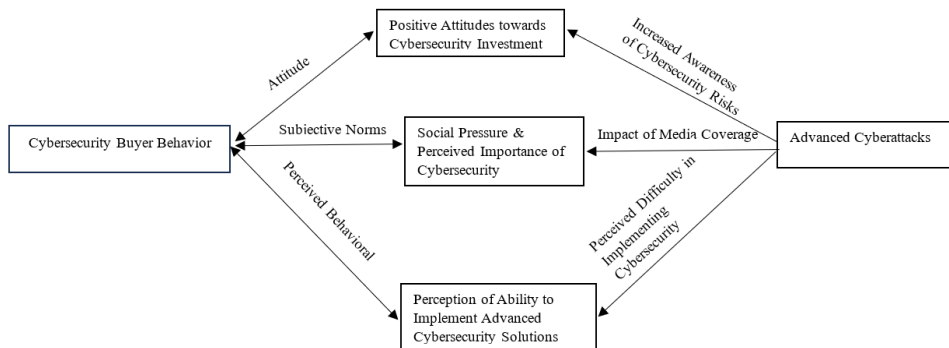 Positive Attitudes towards
Cybersecurity Investment
Increased Awareness
of Cybersecurity Risks
Attitude
Cybersecurity Buyer Behavior
Subjective Norms
Social Pressure &
Perceived Importance of
Cybersecurity
Impact of Media Coverage
Advanced Cyberattacks
Perceived Behavioral
Perceived Difficulty in
Implementing
Cybersecurity
Perception of Ability to
Implement Advanced
Cybersecurity Solutions